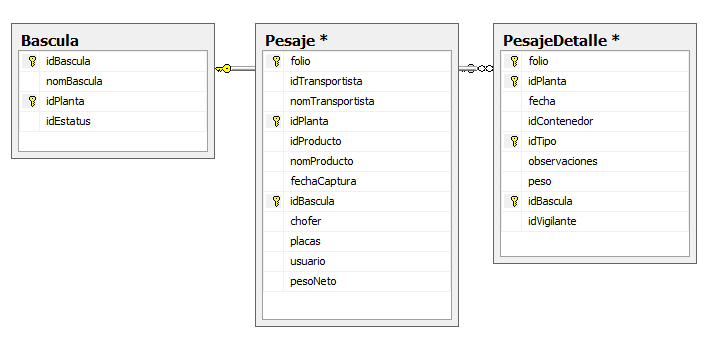 Bascula
idBascula
nomBascula
idPlanta
idEstatus
Pesaje *
folio
idTransportista
nomTransportista
idPlanta
idProducto
nomProducto
fechaCaptura
idBascula
chofer
placas
usuario
pesoNeto
PesajeDetalle *
folio
idPlanta
fecha
idContenedor
idTipo
observaciones
peso
idBascula
idVigilante